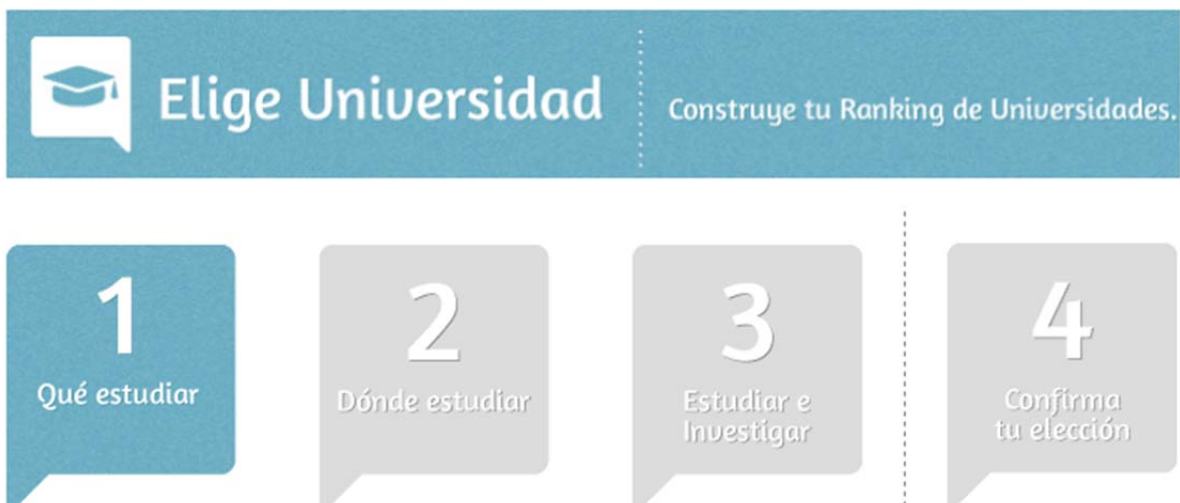 Elige Universidad
Construye tu Ranking de Universidades.
1
Qué estudiar
2
Dónde estudiar
3
Estudiar e
Investigar
4
Confirma
tu elección